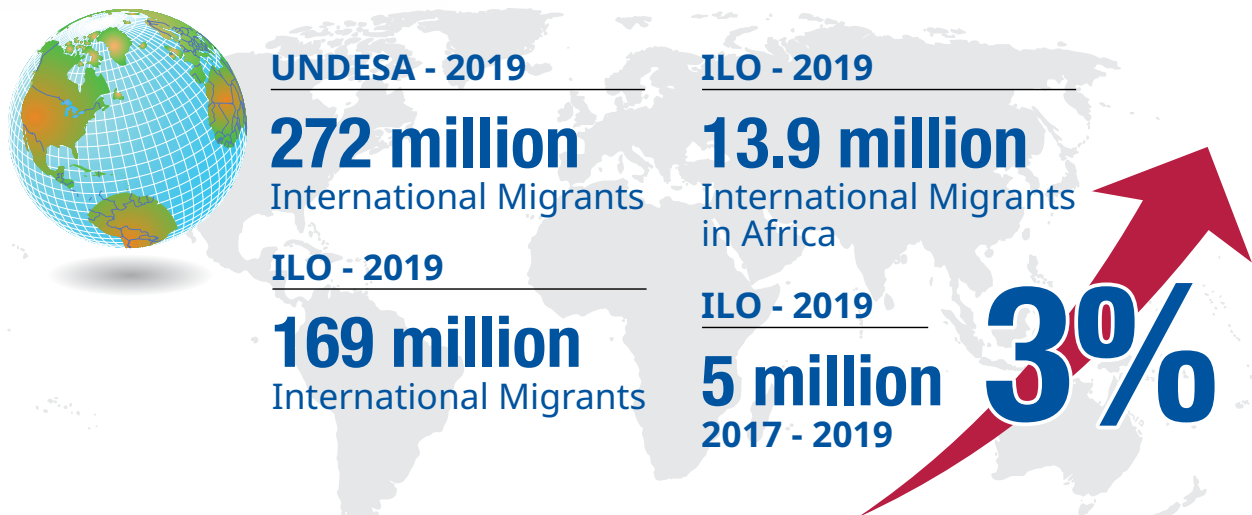 UNDESA - 2019
272 million
International Migrants
ILO - 2019
169 million
International Migrants
ILO - 2019
13.9 million
International Migrants
in Africa
ILO - 2019
5 million
2017 - 2019
3%